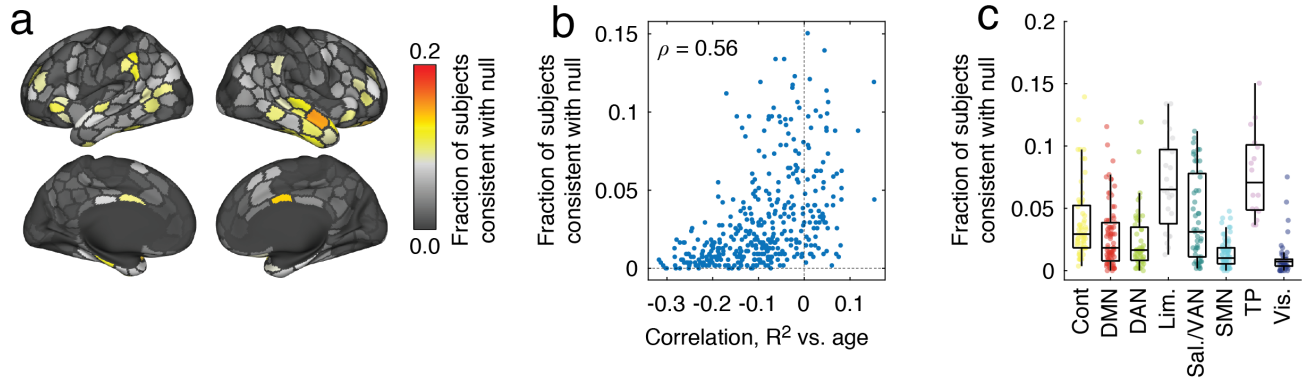 a
0.2
0.0
Fraction of subjects
consistent with null
b
ρ = 0.56
0.15
0.1
0.05
0
-0.3
-0.2
-0.1
0
0.1
Fraction of subjects
consistent with null
Correlation, R² vs. age
c
0.2
0.15
0.1
0.05
0
Fraction of subjects
consistent with null
Cont
DMN
DAN
Lim.
Sal./VAN
SMN
TP
Vis.